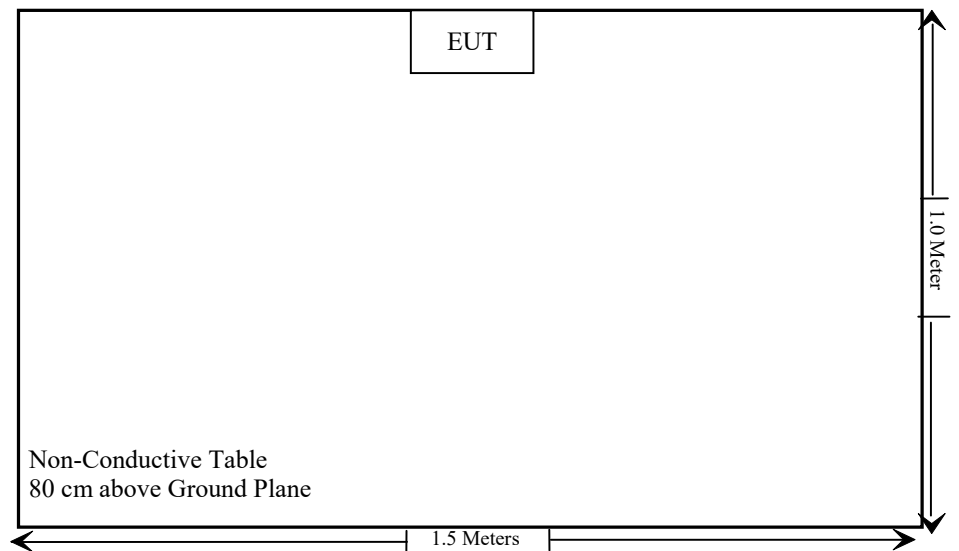 EUT
1.0 Meter
Non-Conductive Table
80 cm above Ground Plane
1.5 Meters